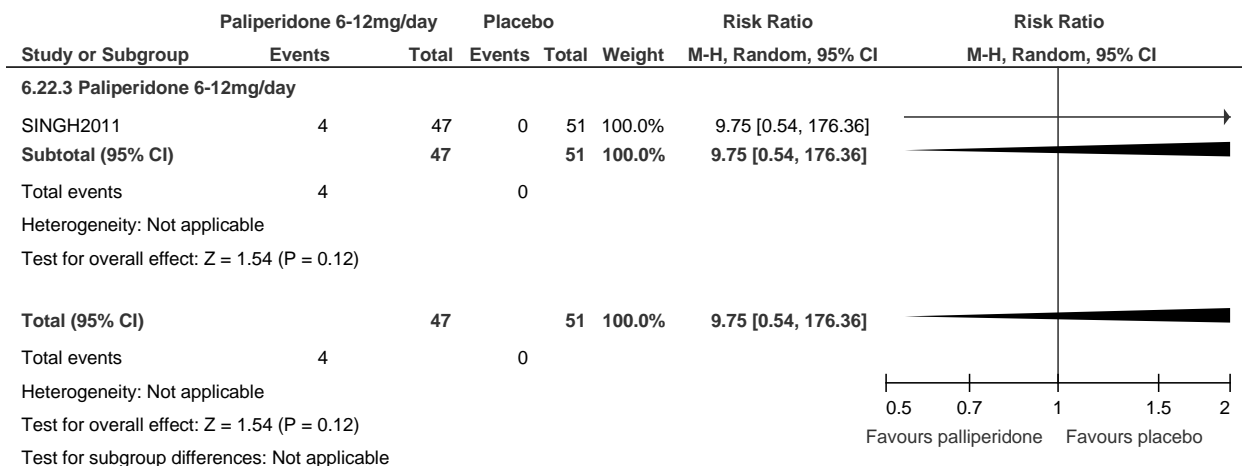 Paliperidone 6-12mg/day Placebo Risk Ratio Risk Ratio
Study or Subgroup Events Total Events Total Weight M-H, Random, 95% CI M-H, Random, 95% CI
6.22.3 Paliperidone 6-12mg/day
SINGH2011 4 47 0 51 100.0% 9.75 [0.54, 176.36]
Subtotal (95% CI) 47 51 100.0% 9.75 [0.54, 176.36]
Total events 4 0
Heterogeneity: Not applicable
Test for overall effect: Z = 1.54 (P = 0.12)
Total (95% CI) 47 51 100.0% 9.75 [0.54, 176.36]
Total events 4 0
Heterogeneity: Not applicable
Test for overall effect: Z = 1.54 (P = 0.12)
Test for subgroup differences: Not applicable
0.5 0.7 1 1.5 2
Favours palliperidone Favours placebo